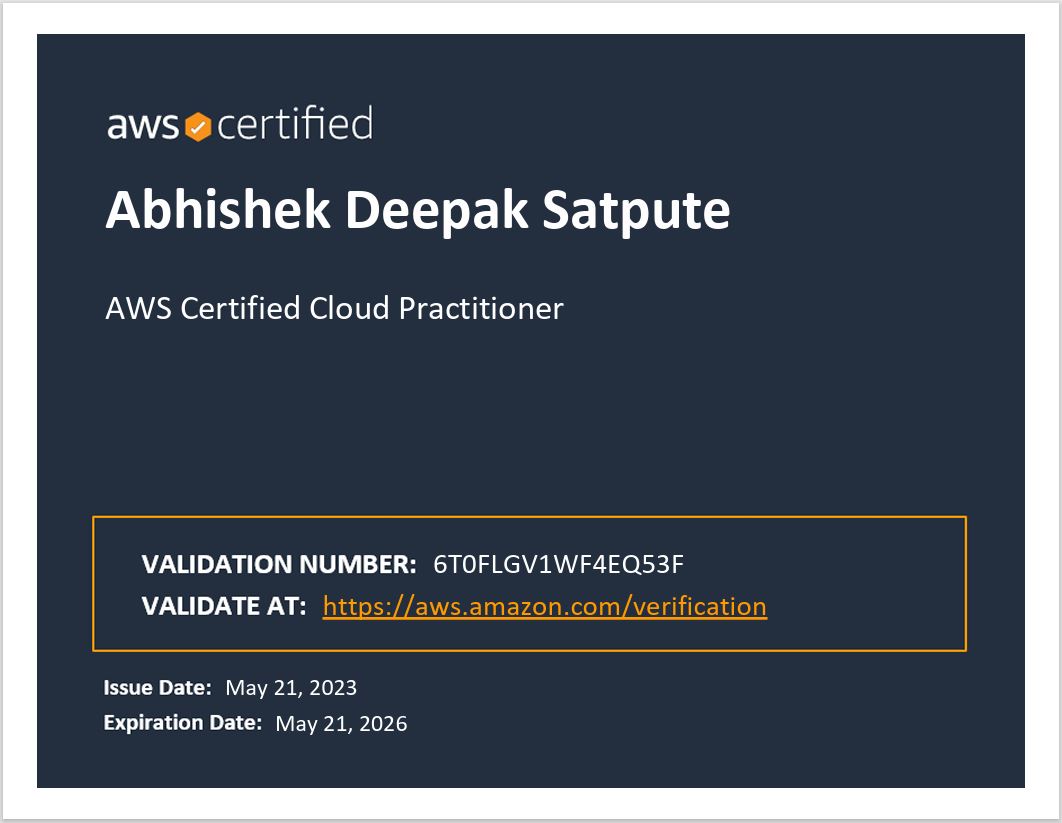 aws certified
Abhishek Deepak Satpute
AWS Certified Cloud Practitioner
VALIDATION NUMBER: 6T0FLGV1WF4EQ53F
VALIDATE AT: https://aws.amazon.com/verification
Issue Date: May 21, 2023
Expiration Date: May 21, 2026